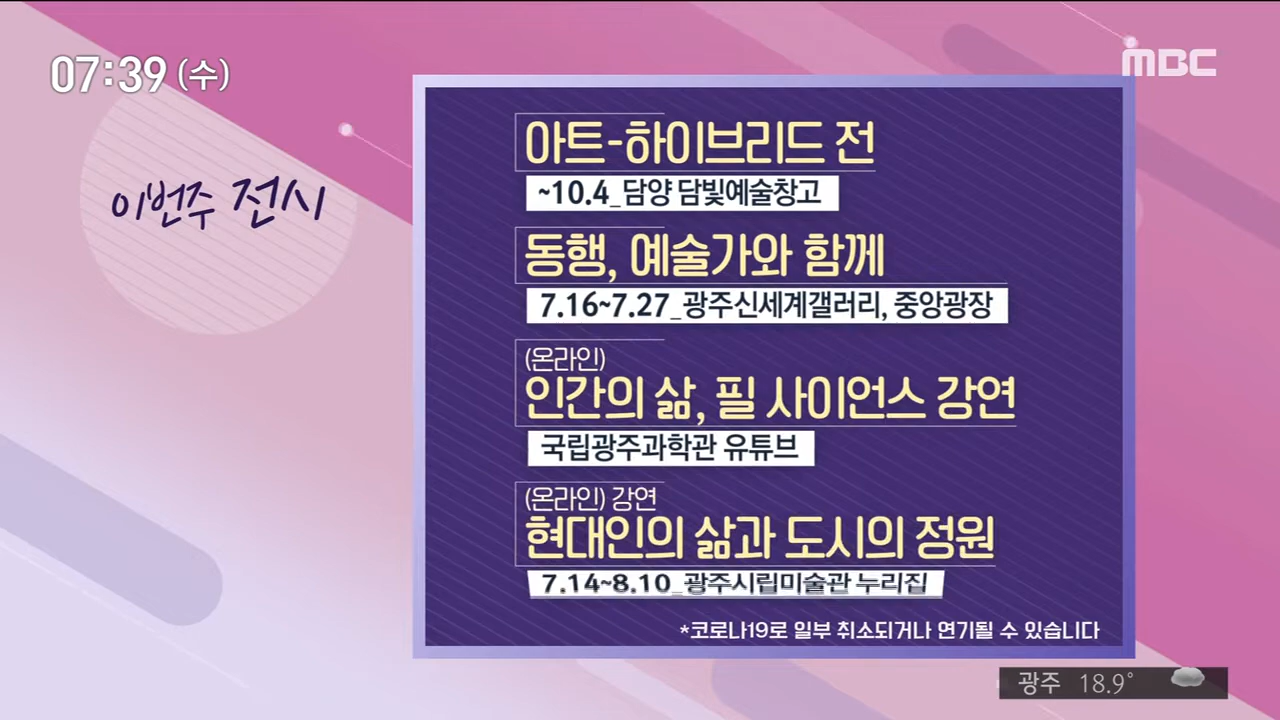 07:39 (수)
MBC
이번주 전시
아트-하이브리드 전
~10.4_담양 담빛예술창고
동행, 예술가와 함께
7.16~7.27_광주신세계갤러리, 중앙광장
(온라인)
인간의 삶, 필 사이언스 강연
국립광주과학관 유튜브
(온라인) 강연
현대인의 삶과 도시의 정원
7.14~8.10_광주시립미술관 누리집
*코로나19로 일부 취소되거나 연기될 수 있습니다
광주 18.9°